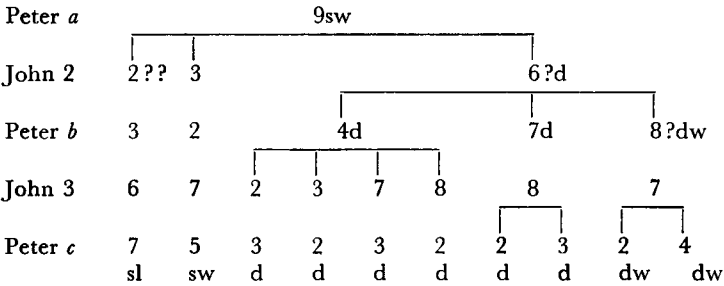 Peter a 9sw
John 2 2?? 3 6?d
Peter b 3 2 4d 7d 8?dw
John 3 6 7 2 3 7 8 8 7
Peter c 7 5 3 2 3 2 2 3 2 4
sl sw d d d d d d dw dw